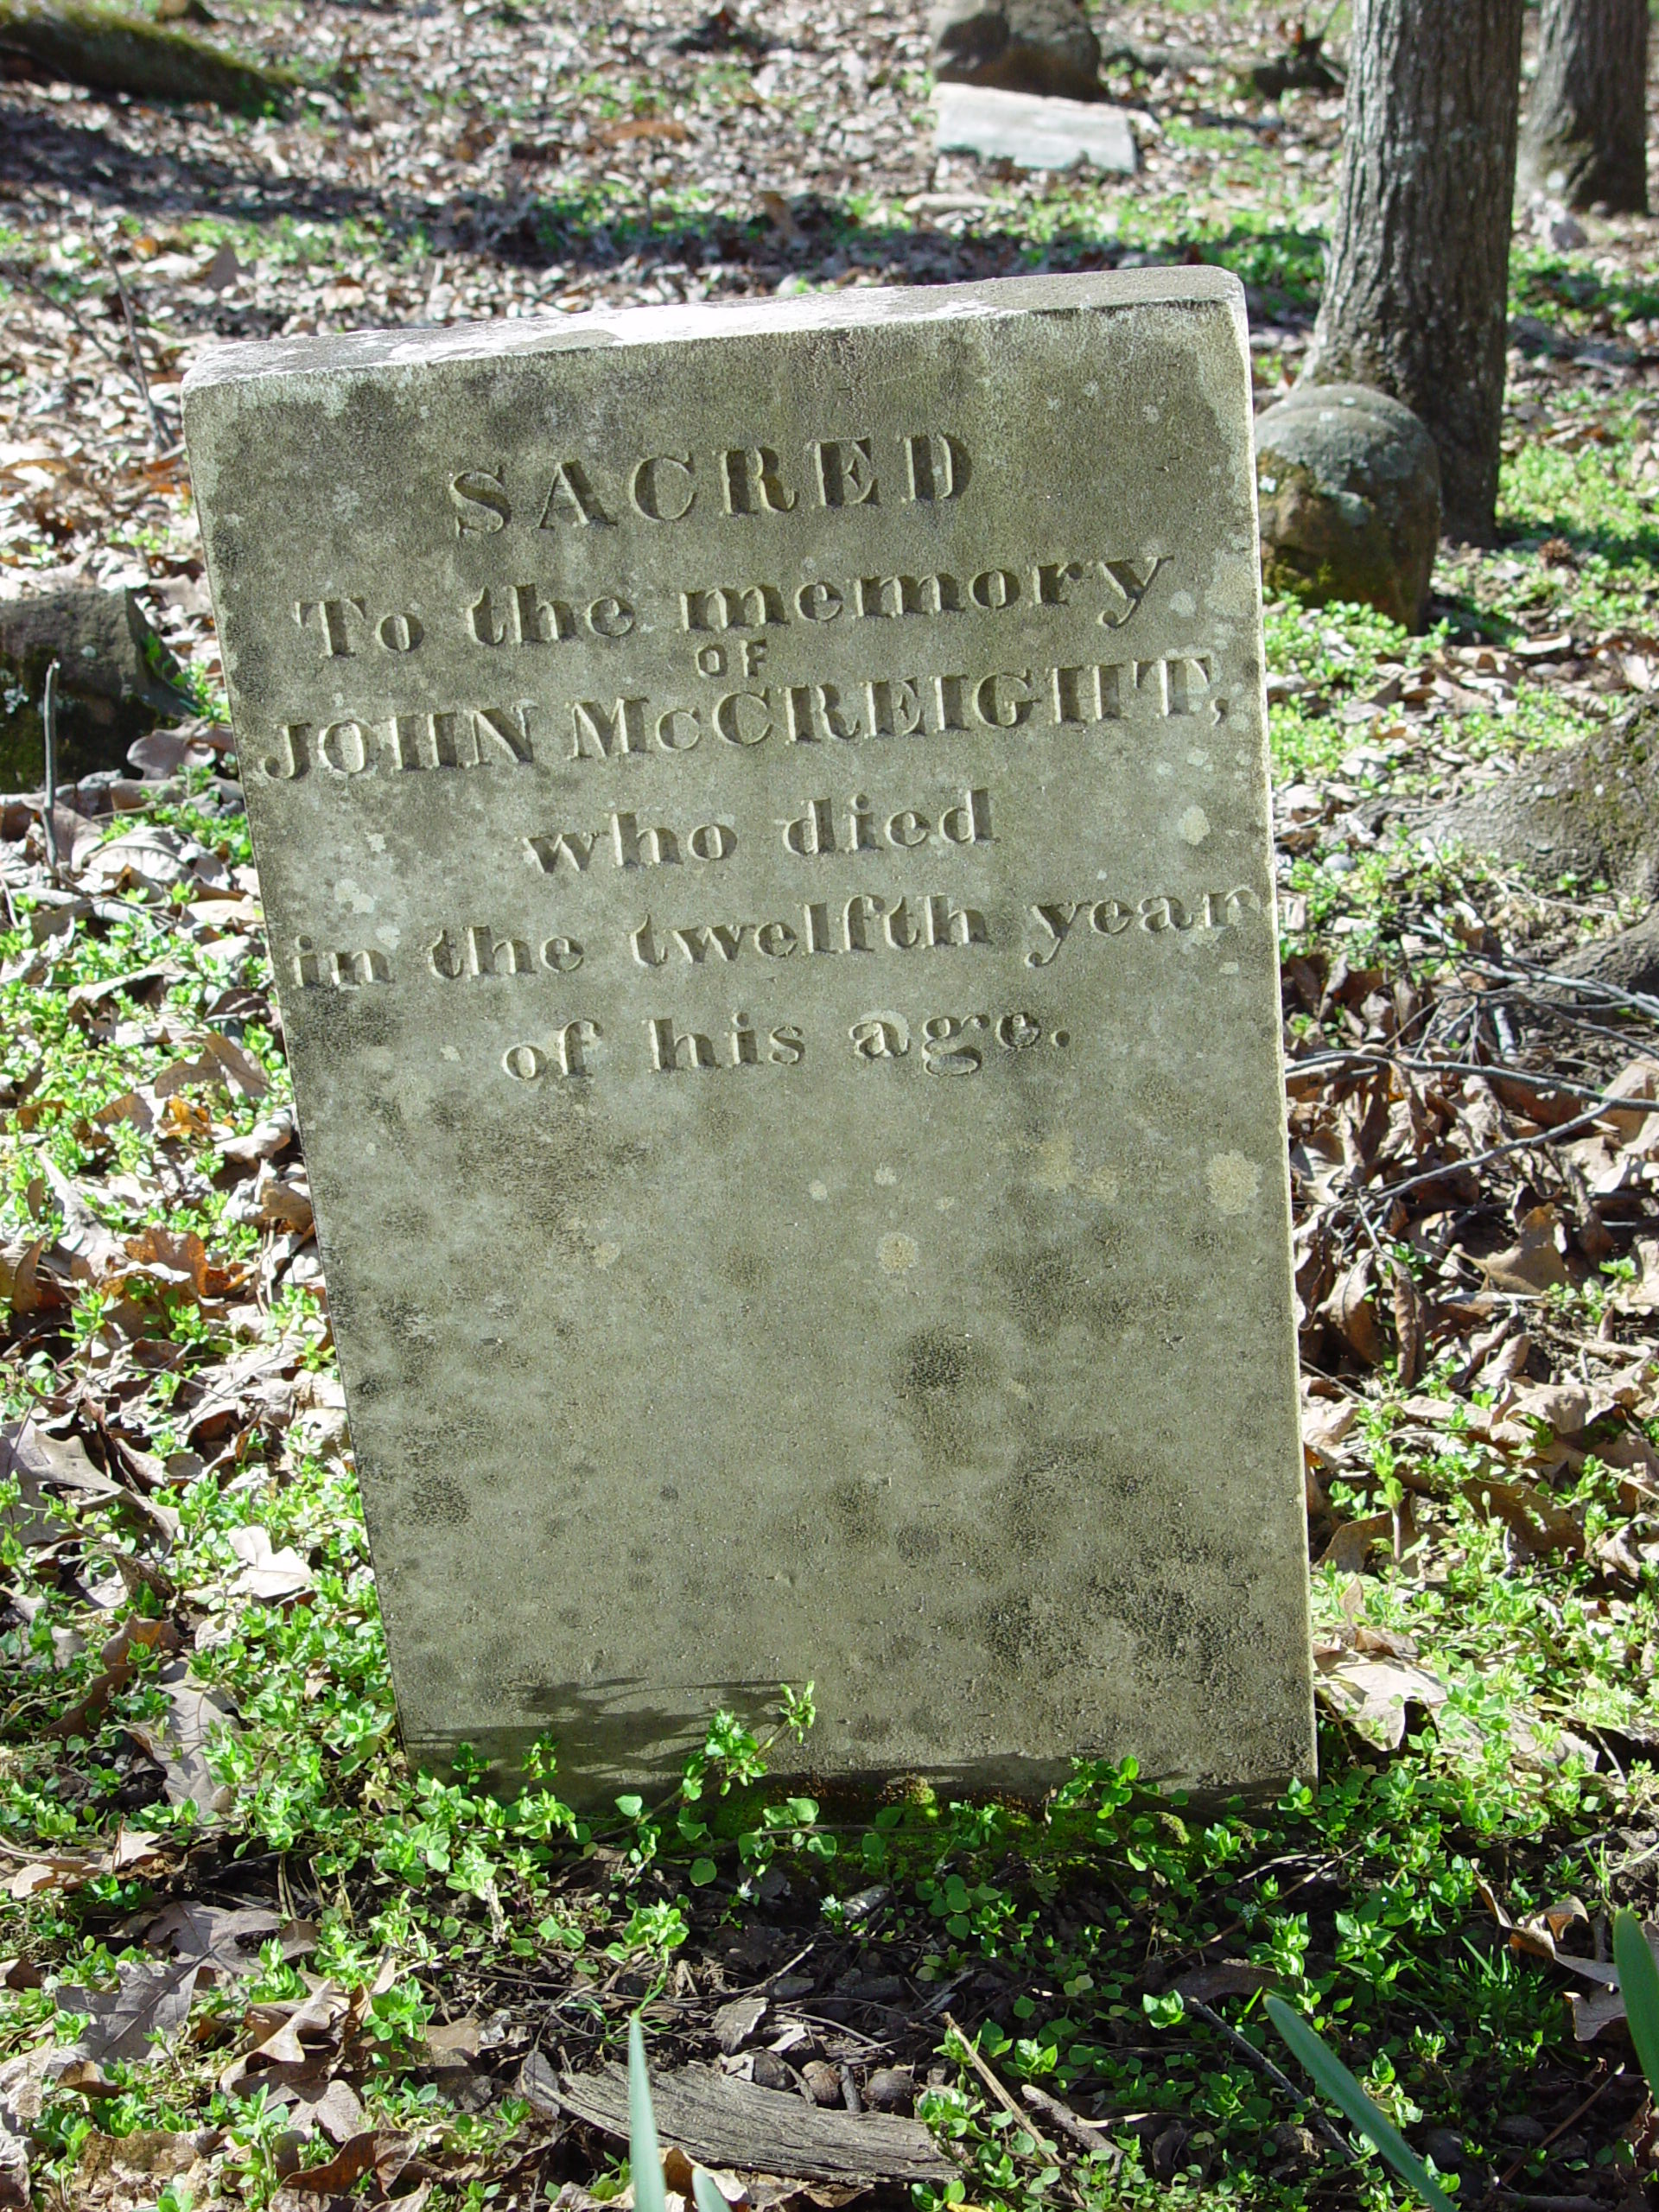 SACRED
To the memory
OF
JOHN McCREIGHT,
who died
in the twelfth year
of his age.